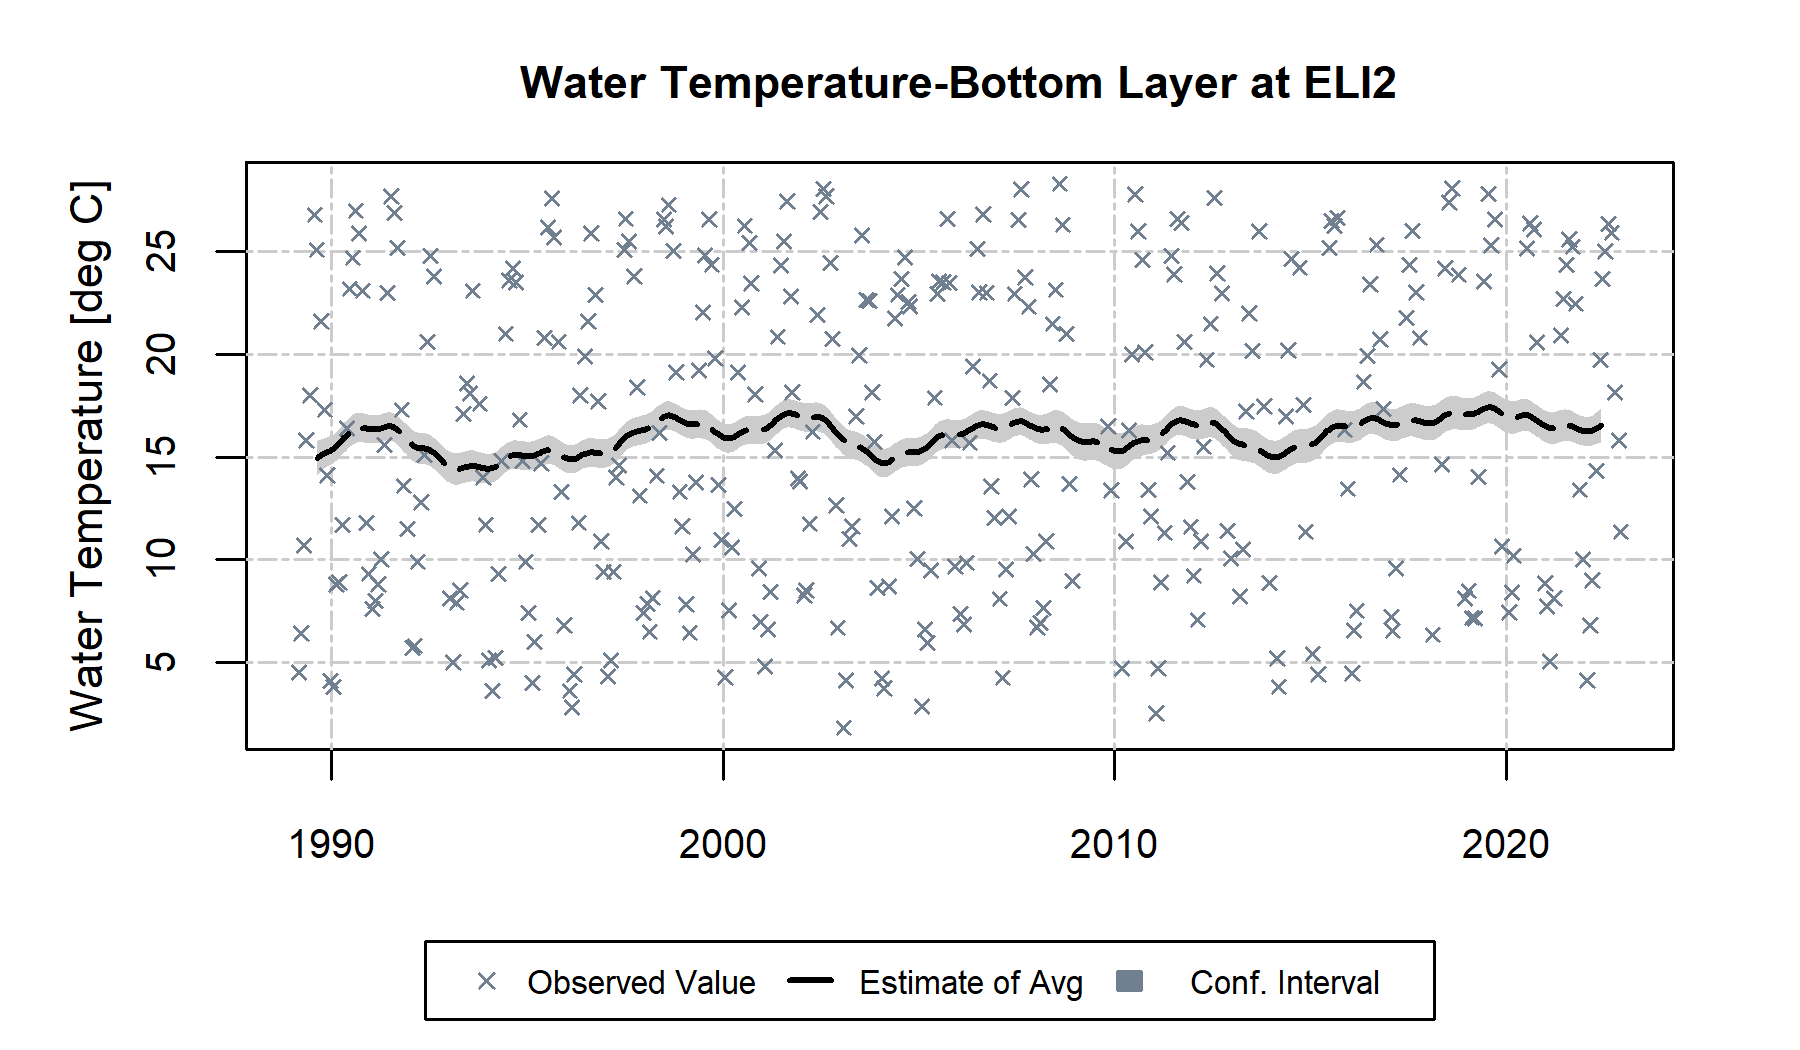 Water Temperature-Bottom Layer at ELI2
Water Temperature [deg C]
25
20
15
10
5
1990 2000 2010 2020
Observed Value Estimate of Avg Conf. Interval